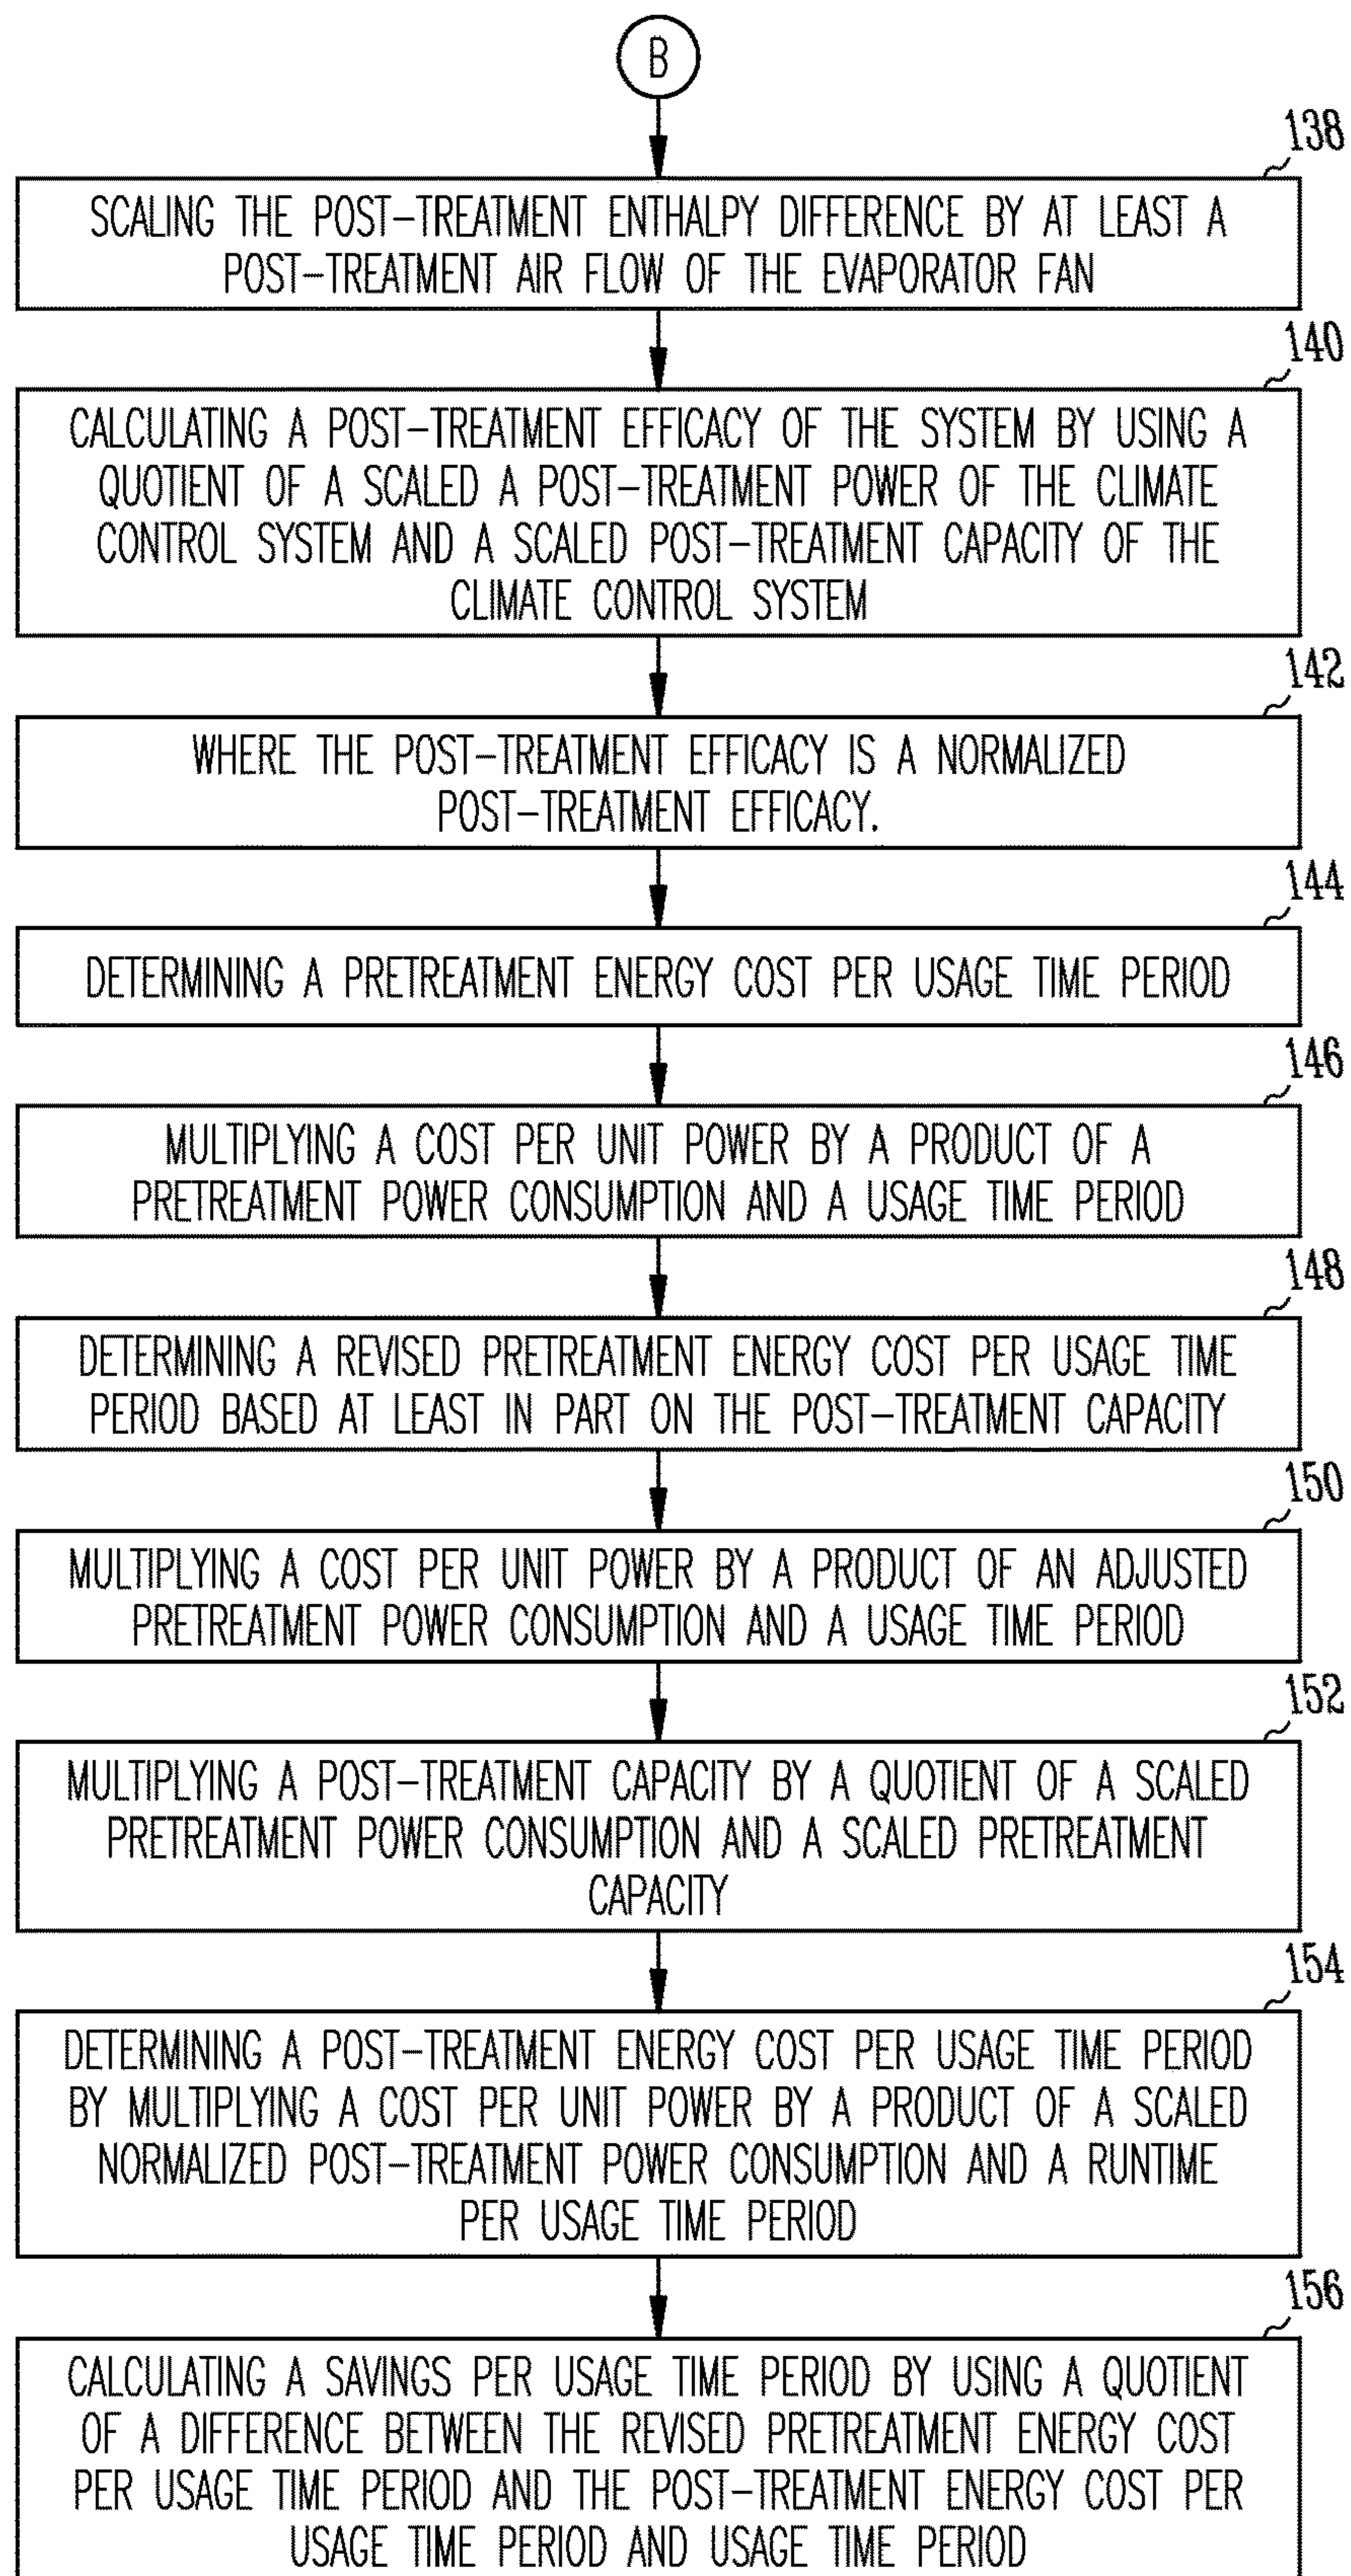 B
138
SCALING THE POST-TREATMENT ENTHALPY DIFFERENCE BY AT LEAST A
POST-TREATMENT AIR FLOW OF THE EVAPORATOR FAN
140
CALCULATING A POST-TREATMENT EFFICACY OF THE SYSTEM BY USING A
QUOTIENT OF A SCALED A POST-TREATMENT POWER OF THE CLIMATE
CONTROL SYSTEM AND A SCALED POST-TREATMENT CAPACITY OF THE
CLIMATE CONTROL SYSTEM
142
WHERE THE POST-TREATMENT EFFICACY IS A NORMALIZED
POST-TREATMENT EFFICACY.
144
DETERMINING A PRETREATMENT ENERGY COST PER USAGE TIME PERIOD
146
MULTIPLYING A COST PER UNIT POWER BY A PRODUCT OF A
PRETREATMENT POWER CONSUMPTION AND A USAGE TIME PERIOD
148
DETERMINING A REVISED PRETREATMENT ENERGY COST PER USAGE TIME
PERIOD BASED AT LEAST IN PART ON THE POST-TREATMENT CAPACITY
150
MULTIPLYING A COST PER UNIT POWER BY A PRODUCT OF AN ADJUSTED
PRETREATMENT POWER CONSUMPTION AND A USAGE TIME PERIOD
152
MULTIPLYING A POST-TREATMENT CAPACITY BY A QUOTIENT OF A SCALED
PRETREATMENT POWER CONSUMPTION AND A SCALED PRETREATMENT
CAPACITY
154
DETERMINING A POST-TREATMENT ENERGY COST PER USAGE TIME PERIOD
BY MULTIPLYING A COST PER UNIT POWER BY A PRODUCT OF A SCALED
NORMALIZED POST-TREATMENT POWER CONSUMPTION AND A RUNTIME
PER USAGE TIME PERIOD
156
CALCULATING A SAVINGS PER USAGE TIME PERIOD BY USING A QUOTIENT
OF A DIFFERENCE BETWEEN THE REVISED PRETREATMENT ENERGY COST
PER USAGE TIME PERIOD AND THE POST-TREATMENT ENERGY COST PER
USAGE TIME PERIOD AND USAGE TIME PERIOD